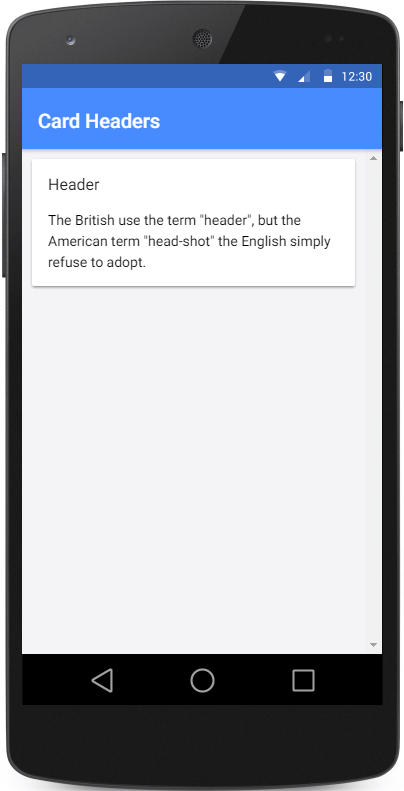 12:30
Card Headers
Header
The British use the term "header", but the
American term "head-shot" the English simply
refuse to adopt.